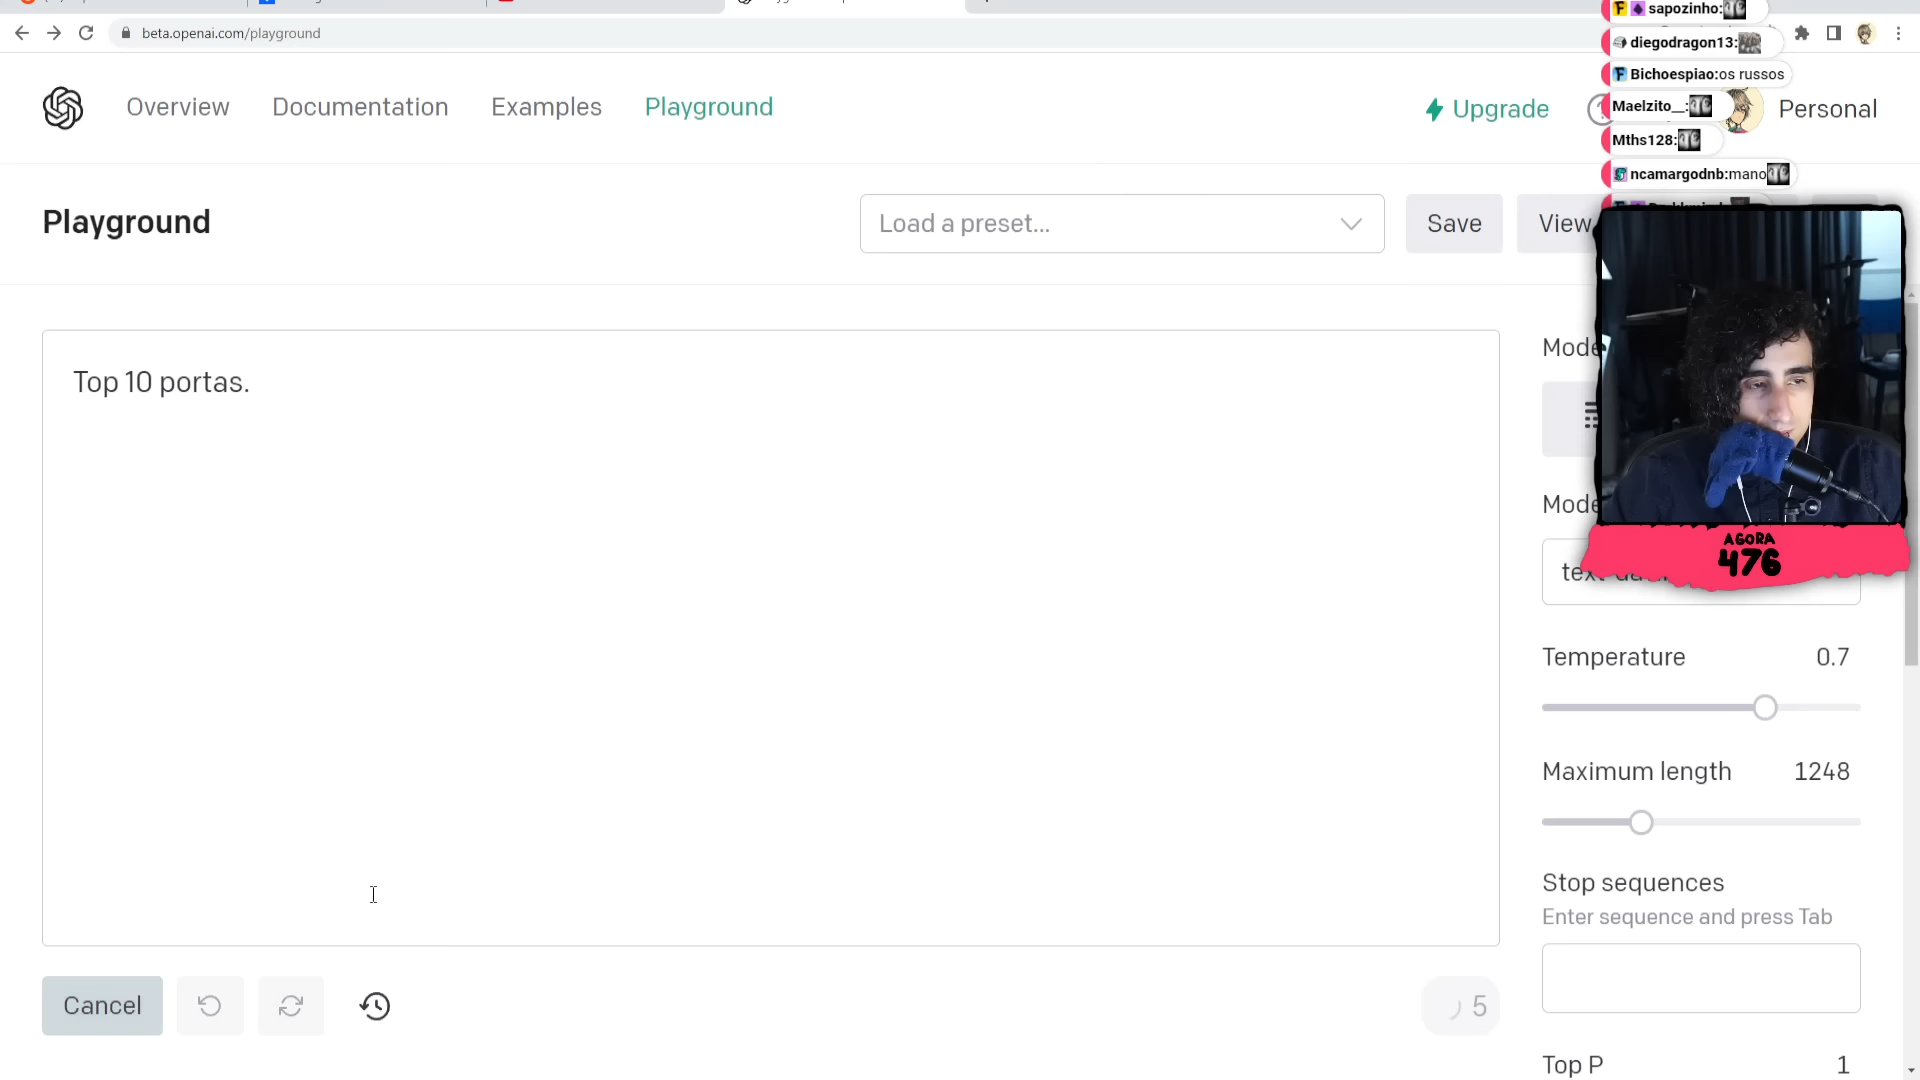 beta.openai.com/playground
Overview
Documentation
Examples
Playground
Upgrade
Personal
sapozinho:
diegodragon13:
Bichoespiao:os russos
Maelzito__:
Mths128:
ncamargodnb:mano
Playground
Load a preset...
Save
View
Top 10 portas.
Mode
AGORA
476
Temperature 0.7
Maximum length 1248
Stop sequences
Enter sequence and press Tab
Top P 1
Cancel
5